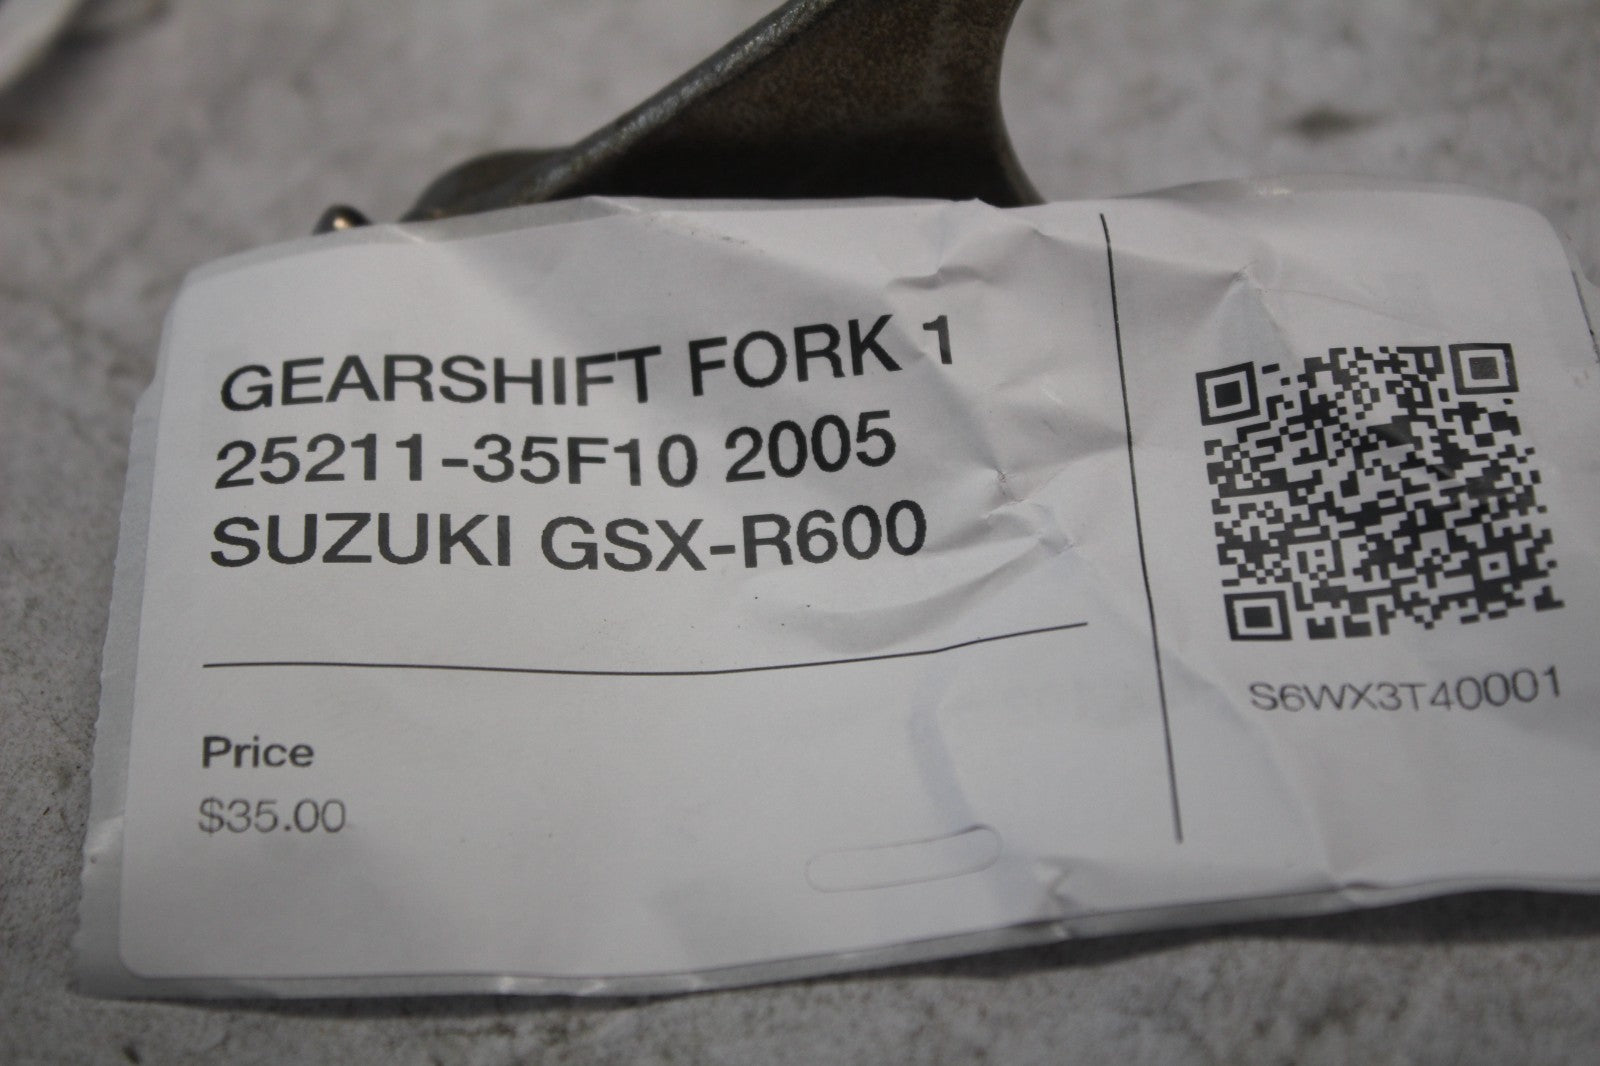 GEARSHIFT FORK 1
25211-35F10 2005
SUZUKI GSX-R600
Price
$35.00
S6WX3T40001